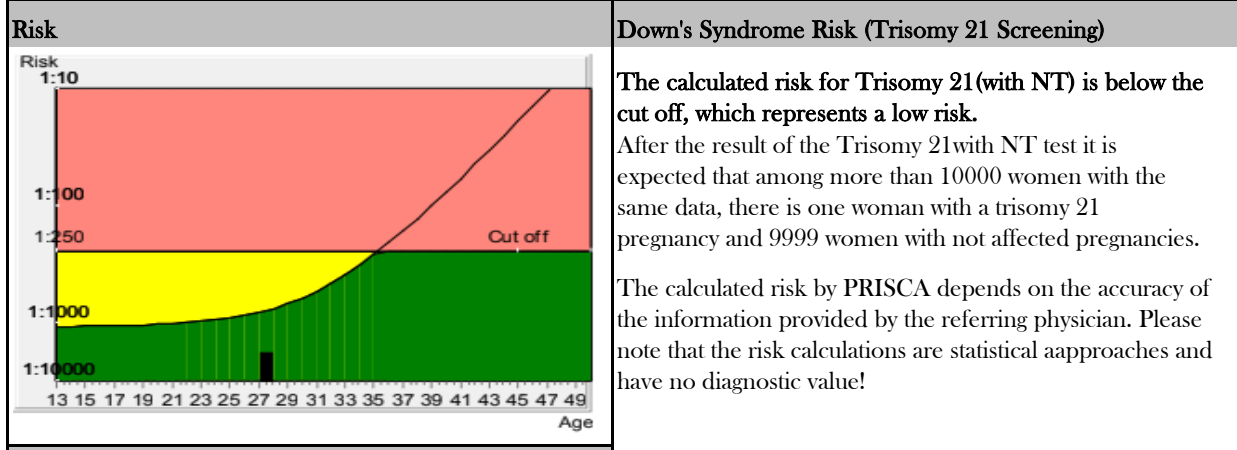 Risk
Down's Syndrome Risk (Trisomy 21 Screening)
Risk
1:10
1:100
1:250
Cut off
1:1000
1:10000
13 15 17 19 21 23 25 27 29 31 33 35 37 39 41 43 45 47 49
Age
The calculated risk for Trisomy 21(with NT) is below the
cut off, which represents a low risk.
After the result of the Trisomy 21with NT test it is
expected that among more than 10000 women with the
same data, there is one woman with a trisomy 21
pregnancy and 9999 women with not affected pregnancies.
The calculated risk by PRISCA depends on the accuracy of
the information provided by the referring physician. Please
note that the risk calculations are statistical aapproaches and
have no diagnostic value!